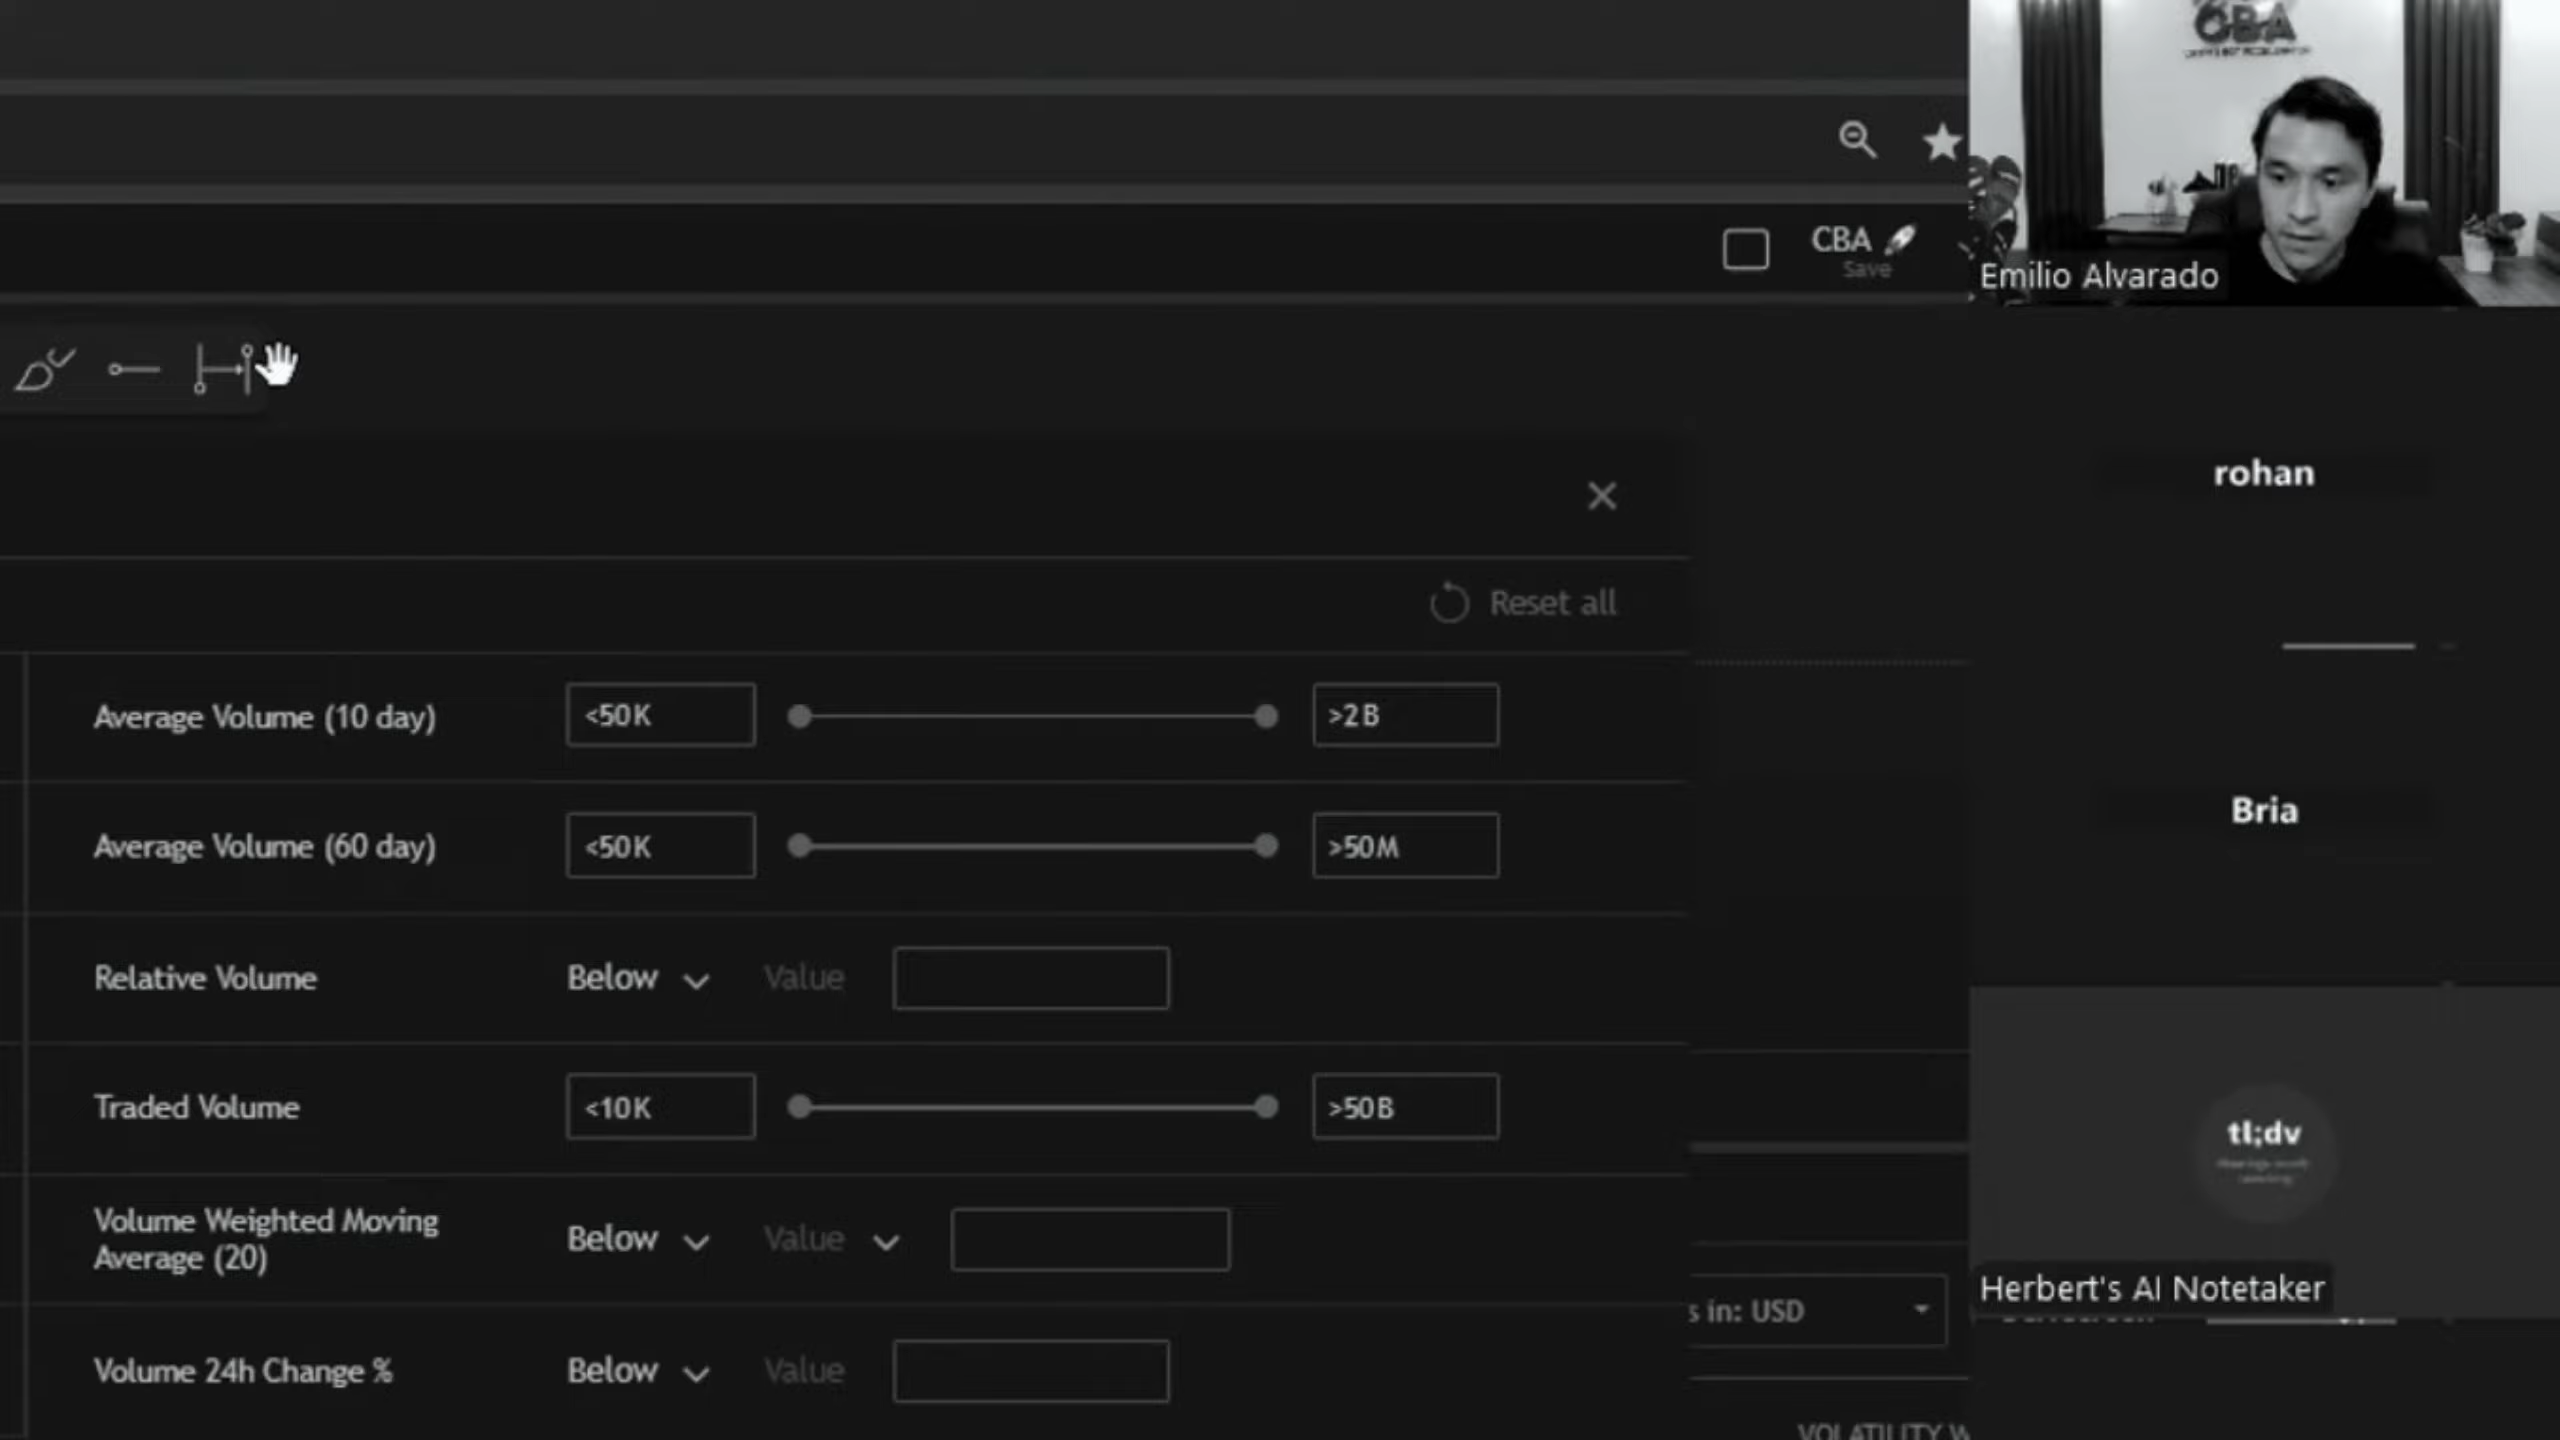 CBA
CBA
Save
Emilio Alvarado
rohan
Reset all
Average Volume (10 day) <50K >2B
Average Volume (60 day) <50K >50M
Bria
Relative Volume Below Value
Traded Volume <10K >50B
tl;dv
Volume Weighted Moving
Average (20) Below Value
Herbert's AI Notetaker
s in: USD
Volume 24h Change % Below Value
VOLATILITY W